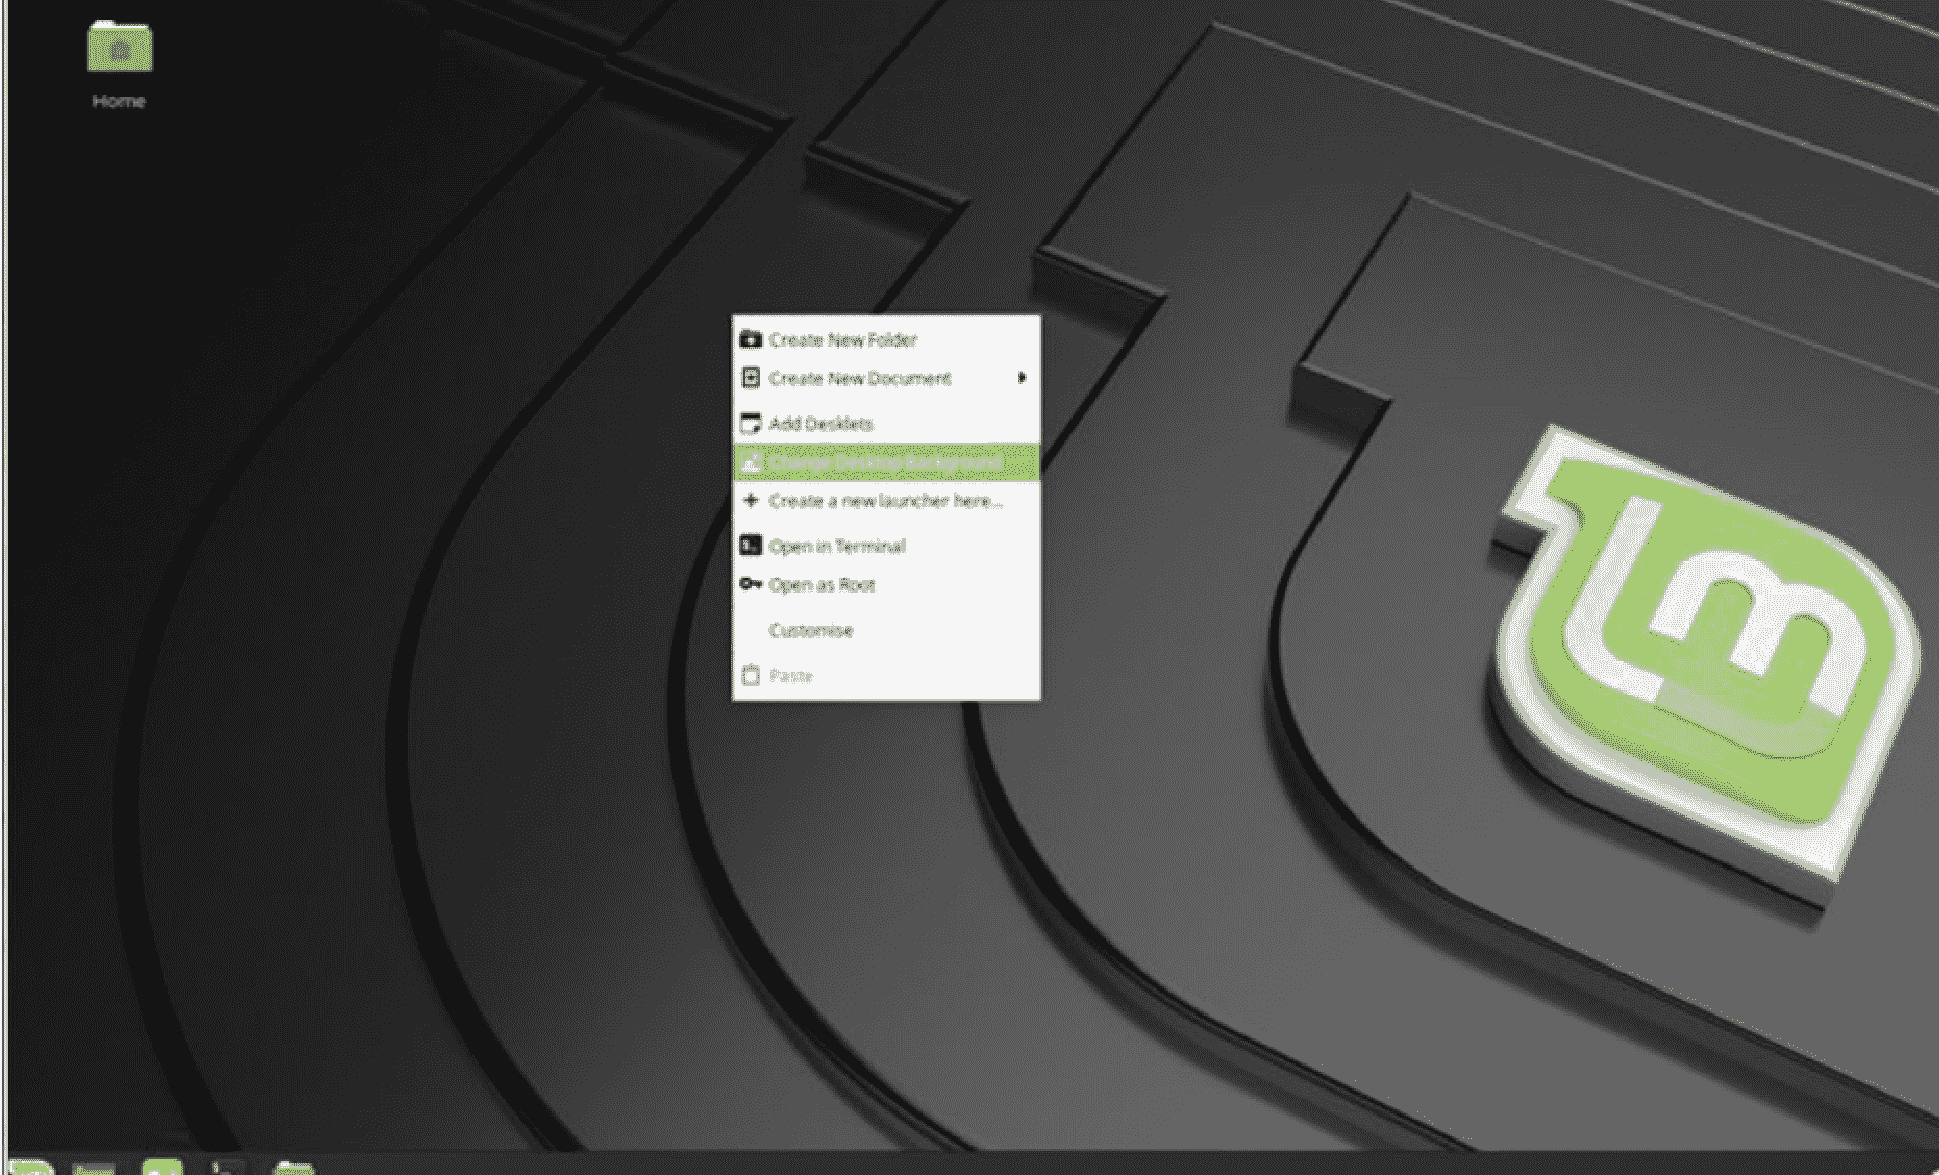 Home
Create New Folder
Create New Document
Add Desklets
Change Desktop Background
Create a new launcher here...
Open in Terminal
Open as Root
Customise
Paste